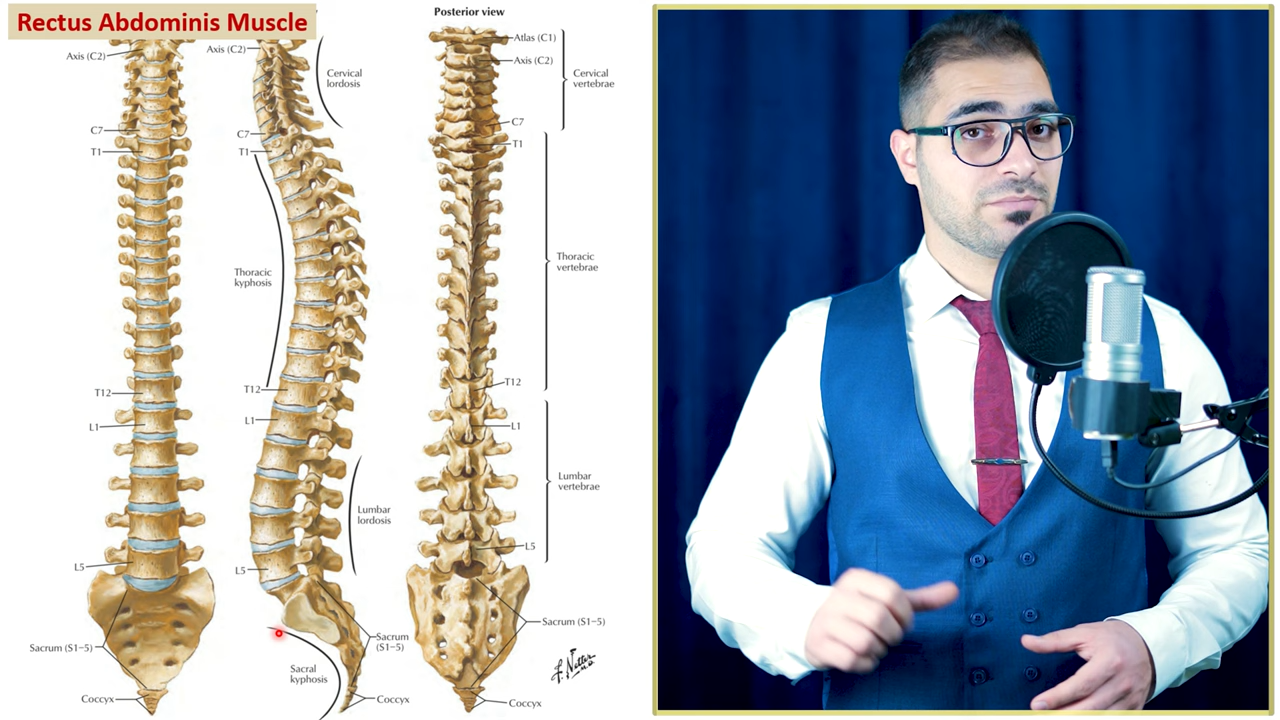 Rectus Abdominis Muscle
Axis (C2)
C7
T1
T12
L1
L5
Sacrum (S1–5)
Coccyx
Axis (C2)
Cervical
lordosis
C7
T1
Thoracic
kyphosis
T12
L1
Lumbar
lordosis
L5
Sacrum
(S1–5)
Sacral
kyphosis
Coccyx
Posterior view
Atlas (C1)
Axis (C2)
Cervical
vertebrae
C7
T1
Thoracic
vertebrae
T12
L1
Lumbar
vertebrae
L5
Sacrum (S1–5)
F. Netter
M.D.
Coccyx